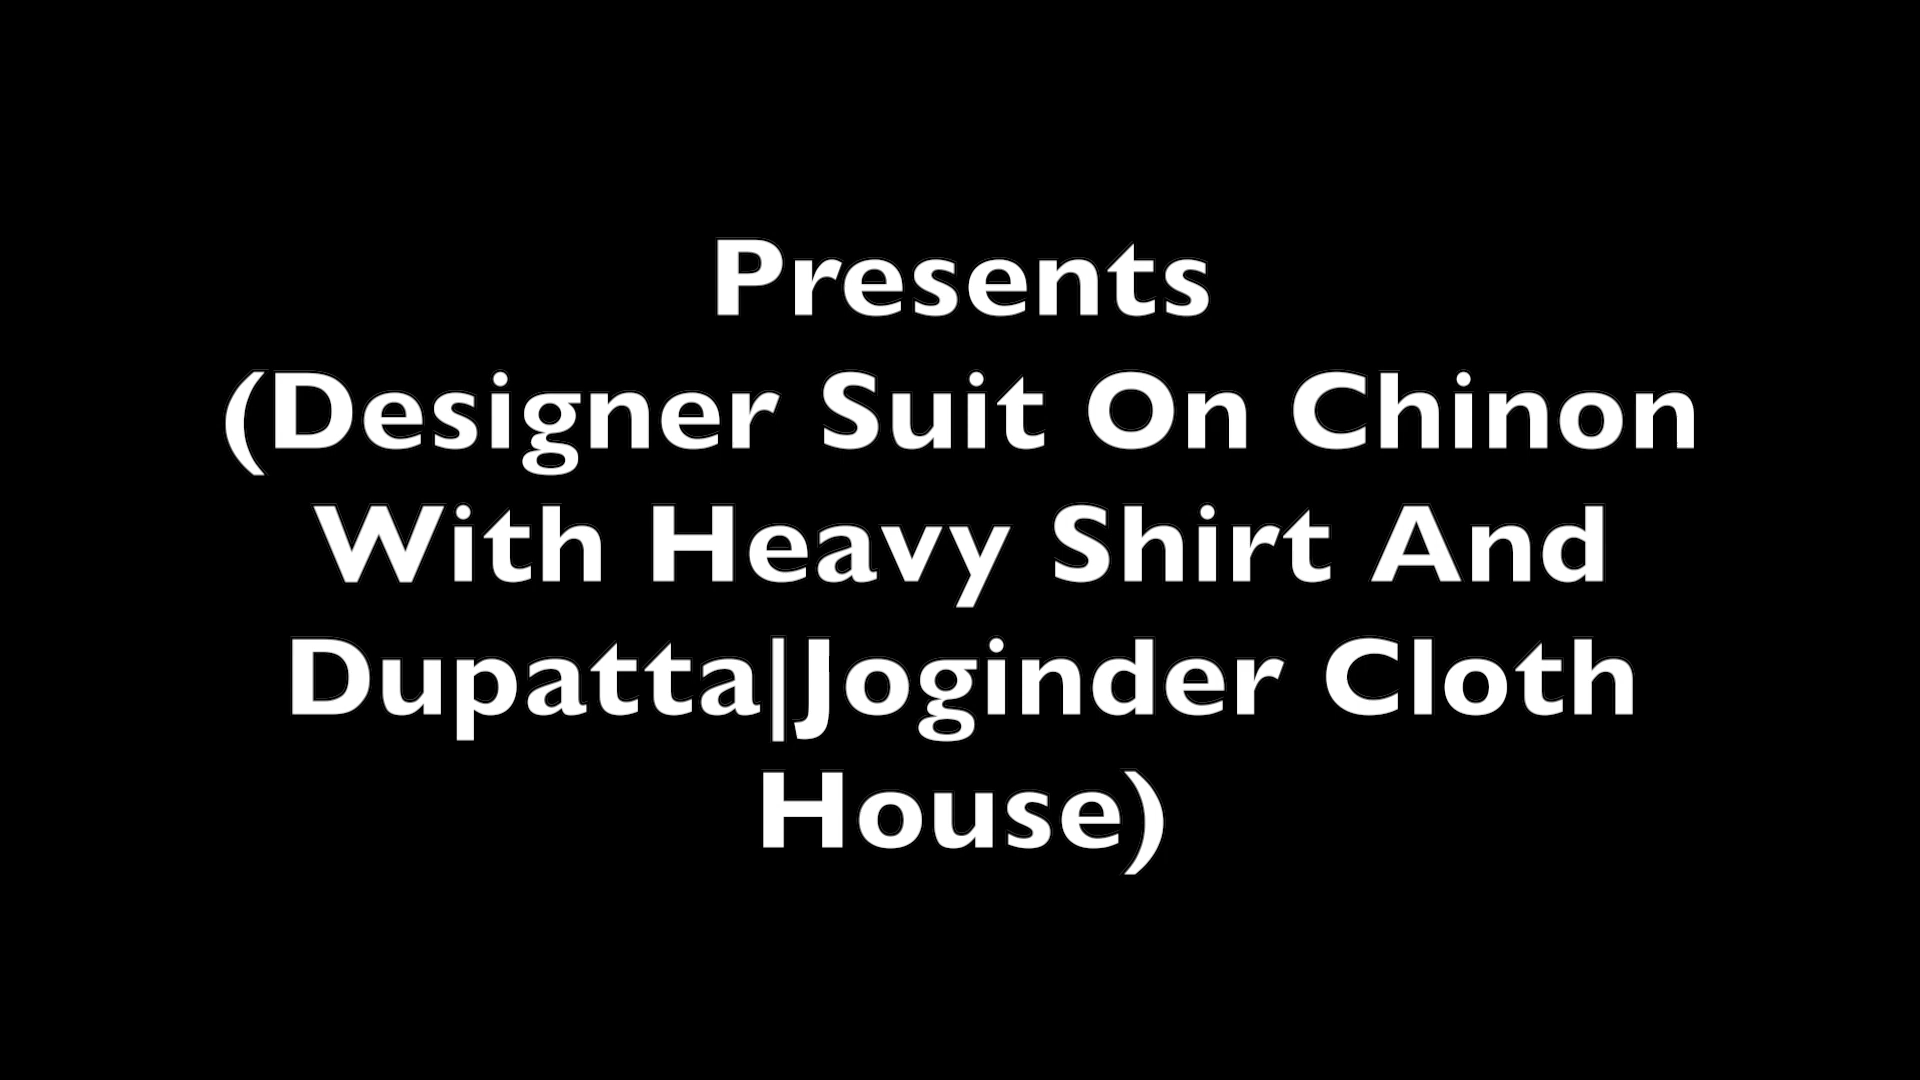 Presents
(Designer Suit On Chinon
With Heavy Shirt And
Dupatta|Joginder Cloth
House)